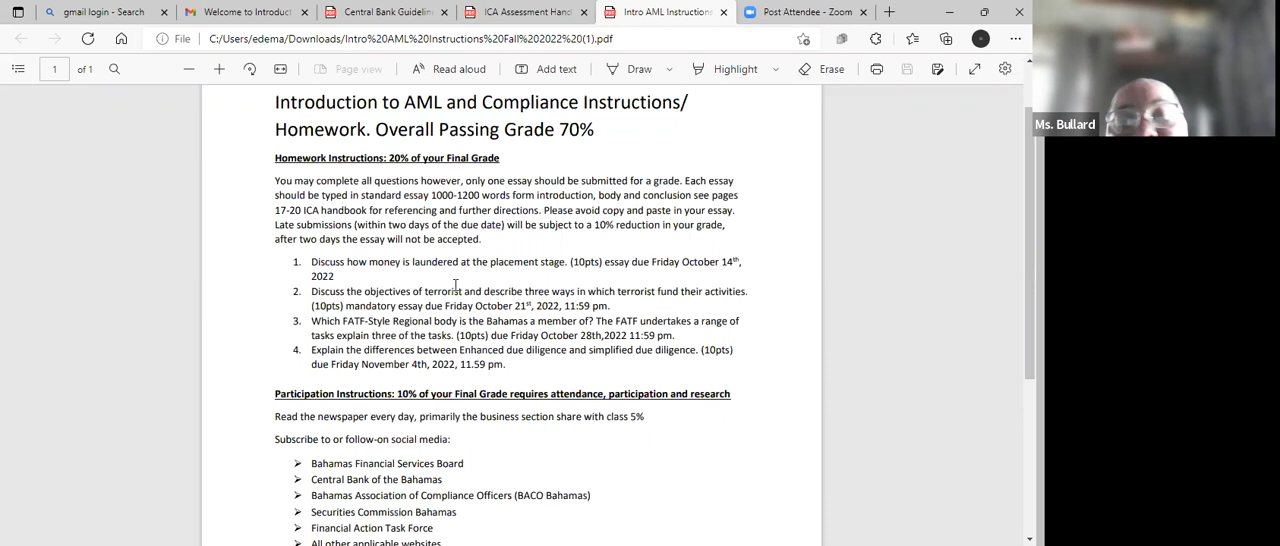 gmail login - Search
Welcome to Introduct
Central Bank Guidelin
ICA Assessment Hand
Intro AML Instructions
Post Attendee - Zoom
File
C:/Users/edema/Downloads/Intro%20AML%20Instructions%20Fall%202022%20(1).pdf
1 of 1
Page view
Read aloud
Add text
Draw
Highlight
Erase
Ms. Bullard
Introduction to AML and Compliance Instructions/
Homework. Overall Passing Grade 70%
Homework Instructions: 20% of your Final Grade
You may complete all questions however, only one essay should be submitted for a grade. Each essay
should be typed in standard essay 1000-1200 words form introduction, body and conclusion see pages
17-20 ICA handbook for referencing and further directions. Please avoid copy and paste in your essay.
Late submissions (within two days of the due date) will be subject to a 10% reduction in your grade,
after two days the essay will not be accepted.
1. Discuss how money is laundered at the placement stage. (10pts) essay due Friday October 14th,
2022
2. Discuss the objectives of terrorist and describe three ways in which terrorist fund their activities.
(10pts) mandatory essay due Friday October 21st, 2022, 11:59 pm.
3. Which FATF-Style Regional body is the Bahamas a member of? The FATF undertakes a range of
tasks explain three of the tasks. (10pts) due Friday October 28th,2022 11:59 pm.
4. Explain the differences between Enhanced due diligence and simplified due diligence. (10pts)
due Friday November 4th, 2022, 11.59 pm.
Participation Instructions: 10% of your Final Grade requires attendance, participation and research
Read the newspaper every day, primarily the business section share with class 5%
Subscribe to or follow-on social media:
➢ Bahamas Financial Services Board
➢ Central Bank of the Bahamas
➢ Bahamas Association of Compliance Officers (BACO Bahamas)
➢ Securities Commission Bahamas
➢ Financial Action Task Force
➢ All other applicable websites